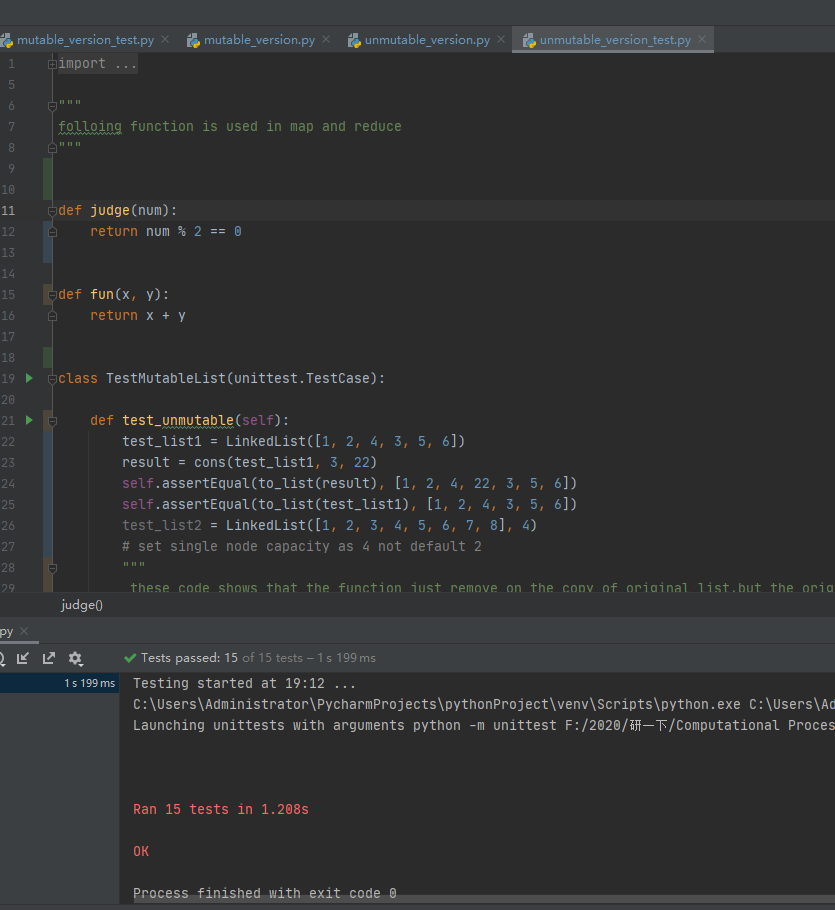 mutable_version_test.py mutable_version.py unmutable_version.py unmutable_version_test.py
1 import ...
5
6 """
7 folloing function is used in map and reduce
8 """
9
10
11 def judge(num):
12 return num % 2 == 0
13
14
15 def fun(x, y):
16 return x + y
17
18
19 class TestMutableList(unittest.TestCase):
20
21 def test_unmutable(self):
22 test_list1 = LinkedList([1, 2, 4, 3, 5, 6])
23 result = cons(test_list1, 3, 22)
24 self.assertEqual(to_list(result), [1, 2, 4, 22, 3, 5, 6])
25 self.assertEqual(to_list(test_list1), [1, 2, 4, 3, 5, 6])
26 test_list2 = LinkedList([1, 2, 3, 4, 5, 6, 7, 8], 4)
27 # set single node capacity as 4 not default 2
28 """
29 these code shows that the function just remove on the copy of original list,but the orig
judge()
py
Tests passed: 15 of 15 tests – 1 s 199 ms
1 s 199 ms
Testing started at 19:12 ...
C:\Users\Administrator\PycharmProjects\pythonProject\venv\Scripts\python.exe C:\Users\Ad
Launching unittests with arguments python -m unittest F:/2020/研一下/Computational Proces
Ran 15 tests in 1.208s
OK
Process finished with exit code 0